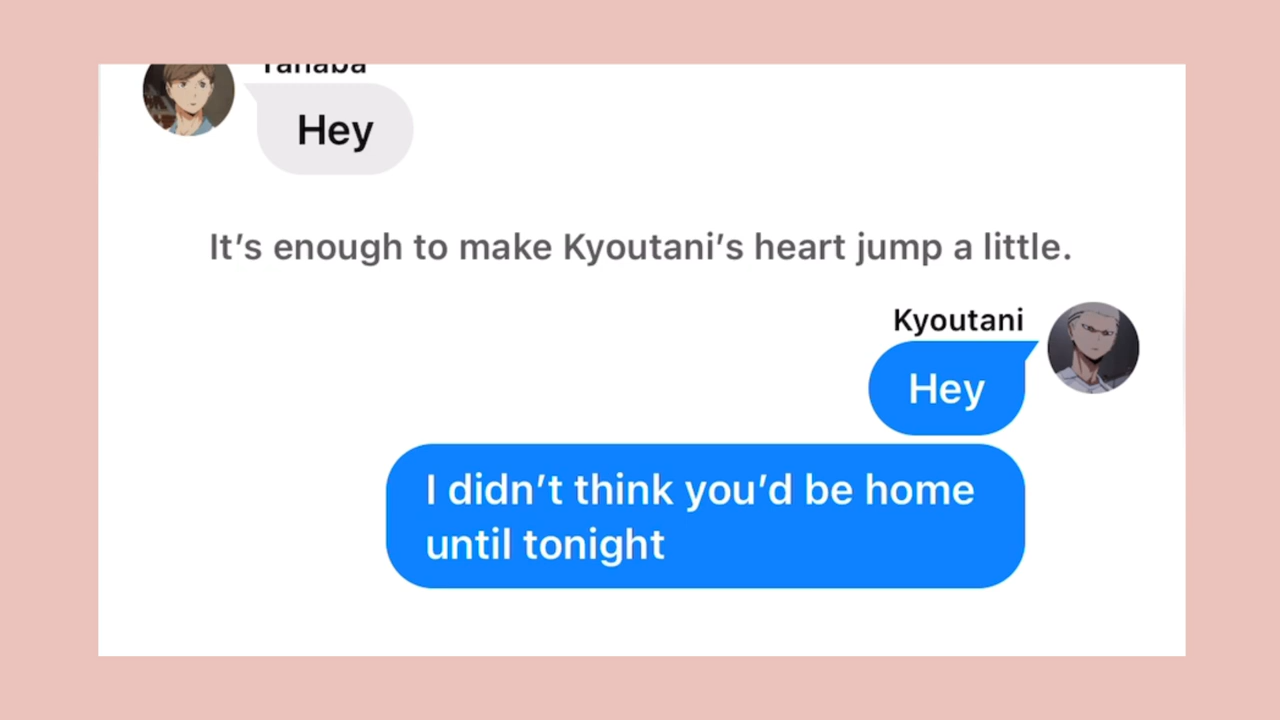 Hey
It’s enough to make Kyoutani’s heart jump a little.
Kyoutani
Hey
I didn’t think you’d be home
until tonight